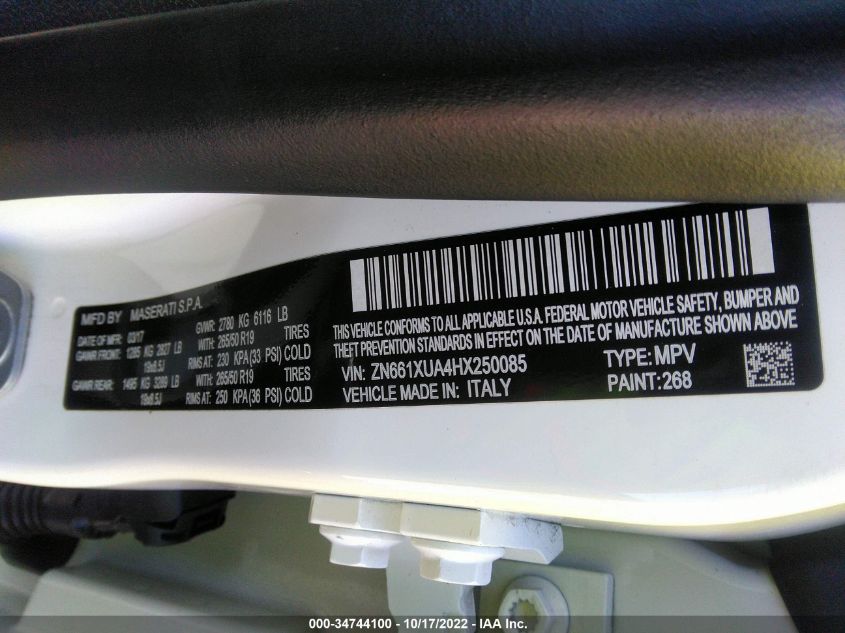 MFD BY MASERATI S.P.A.
DATE OF MFR: 03/17 GVWR: 2780 KG 6116 LB
GAWR FRONT: 1285 KG 2827 LB WITH: 265/50 R19 TIRES
19x8.5J RIMS AT: 230 KPA (33 PSI) COLD
GAWR REAR: 1495 KG 3289 LB WITH: 265/50 R19 TIRES
19x8.5J RIMS AT: 250 KPA (36 PSI) COLD
THIS VEHICLE CONFORMS TO ALL APPLICABLE U.S.A. FEDERAL MOTOR VEHICLE SAFETY, BUMPER AND
THEFT PREVENTION STANDARDS IN EFFECT ON THE DATE OF MANUFACTURE SHOWN ABOVE
VIN: ZN661XUA4HX250085 TYPE: MPV
VEHICLE MADE IN: ITALY PAINT: 268
000-34744100 - 10/17/2022 - IAA Inc.